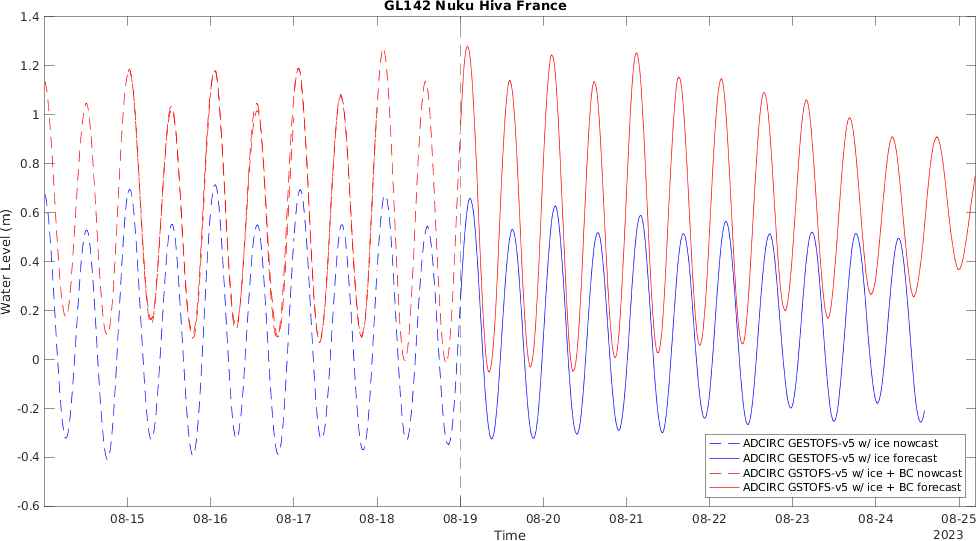 GL142 Nuku Hiva France
1.4
1.2
1
0.8
0.6
0.4
0.2
0
-0.2
-0.4
-0.6
Water Level (m)
ADCIRC GESTOFS-v5 w/ ice nowcast
ADCIRC GESTOFS-v5 w/ ice forecast
ADCIRC GSTOFS-v5 w/ ice + BC nowcast
ADCIRC GSTOFS-v5 w/ ice + BC forecast
08-15 08-16 08-17 08-18 08-19 08-20 08-21 08-22 08-23 08-24 08-25
Time 2023